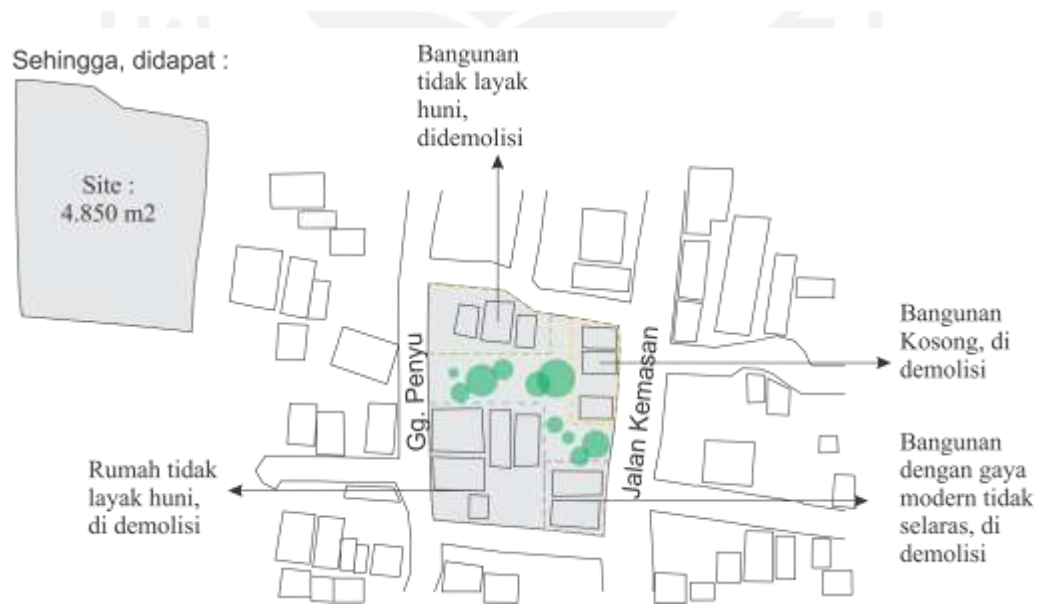 Sehingga, didapat :
Site :
4.850 m2
Bangunan
tidak layak
huni,
didemolisi
Gg. Penyu
Jalan Kemasan
Bangunan
Kosong, di
demolisi
Rumah tidak
layak huni,
di demolisi
Bangunan
dengan gaya
modern tidak
selaras, di
demolisi